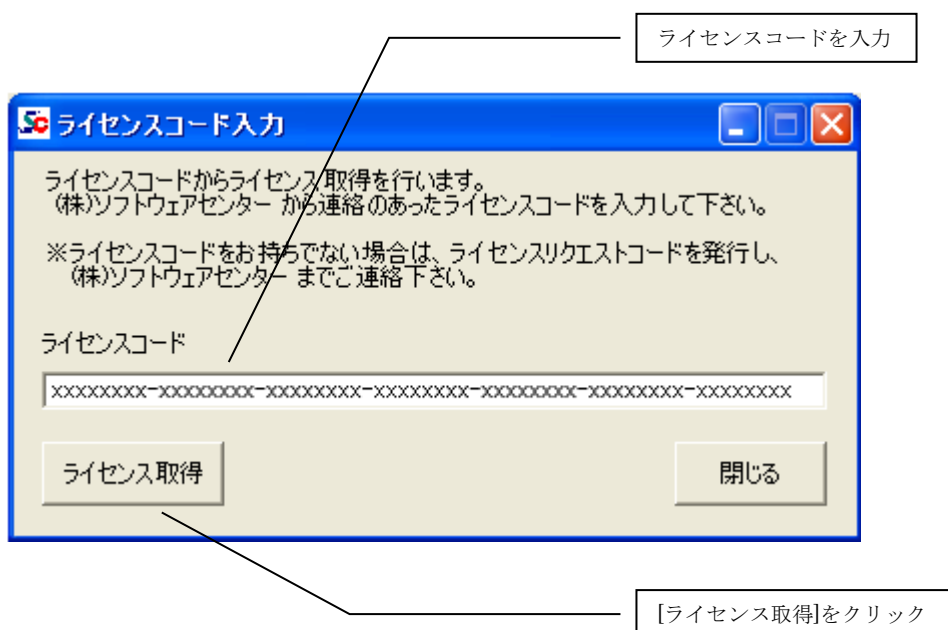 ライセンスコードを入力
Sc ライセンスコード入力
ライセンスコードからライセンス取得を行います。
(株)ソフトウェアセンター から連絡のあったライセンスコードを入力して下さい。
※ライセンスコードをお持ちでない場合は、ライセンスリクエストコードを発行し、
(株)ソフトウェアセンター までご連絡下さい。
ライセンスコード
xxxxxxxx-xxxxxxxx-xxxxxxxx-xxxxxxxx-xxxxxxxx-xxxxxxxx-xxxxxxxx
ライセンス取得 閉じる
[ライセンス取得]をクリック